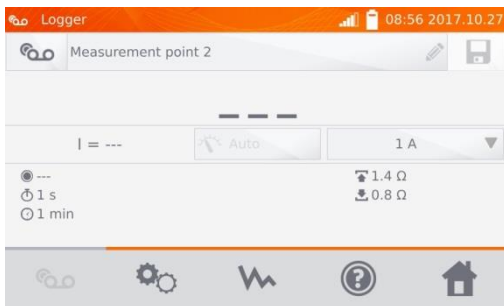 Logger
08:56 2017.10.27
Measurement point 2
---
I = ---
Auto
1 A
---
1.4 Ω
1 s
0.8 Ω
1 min